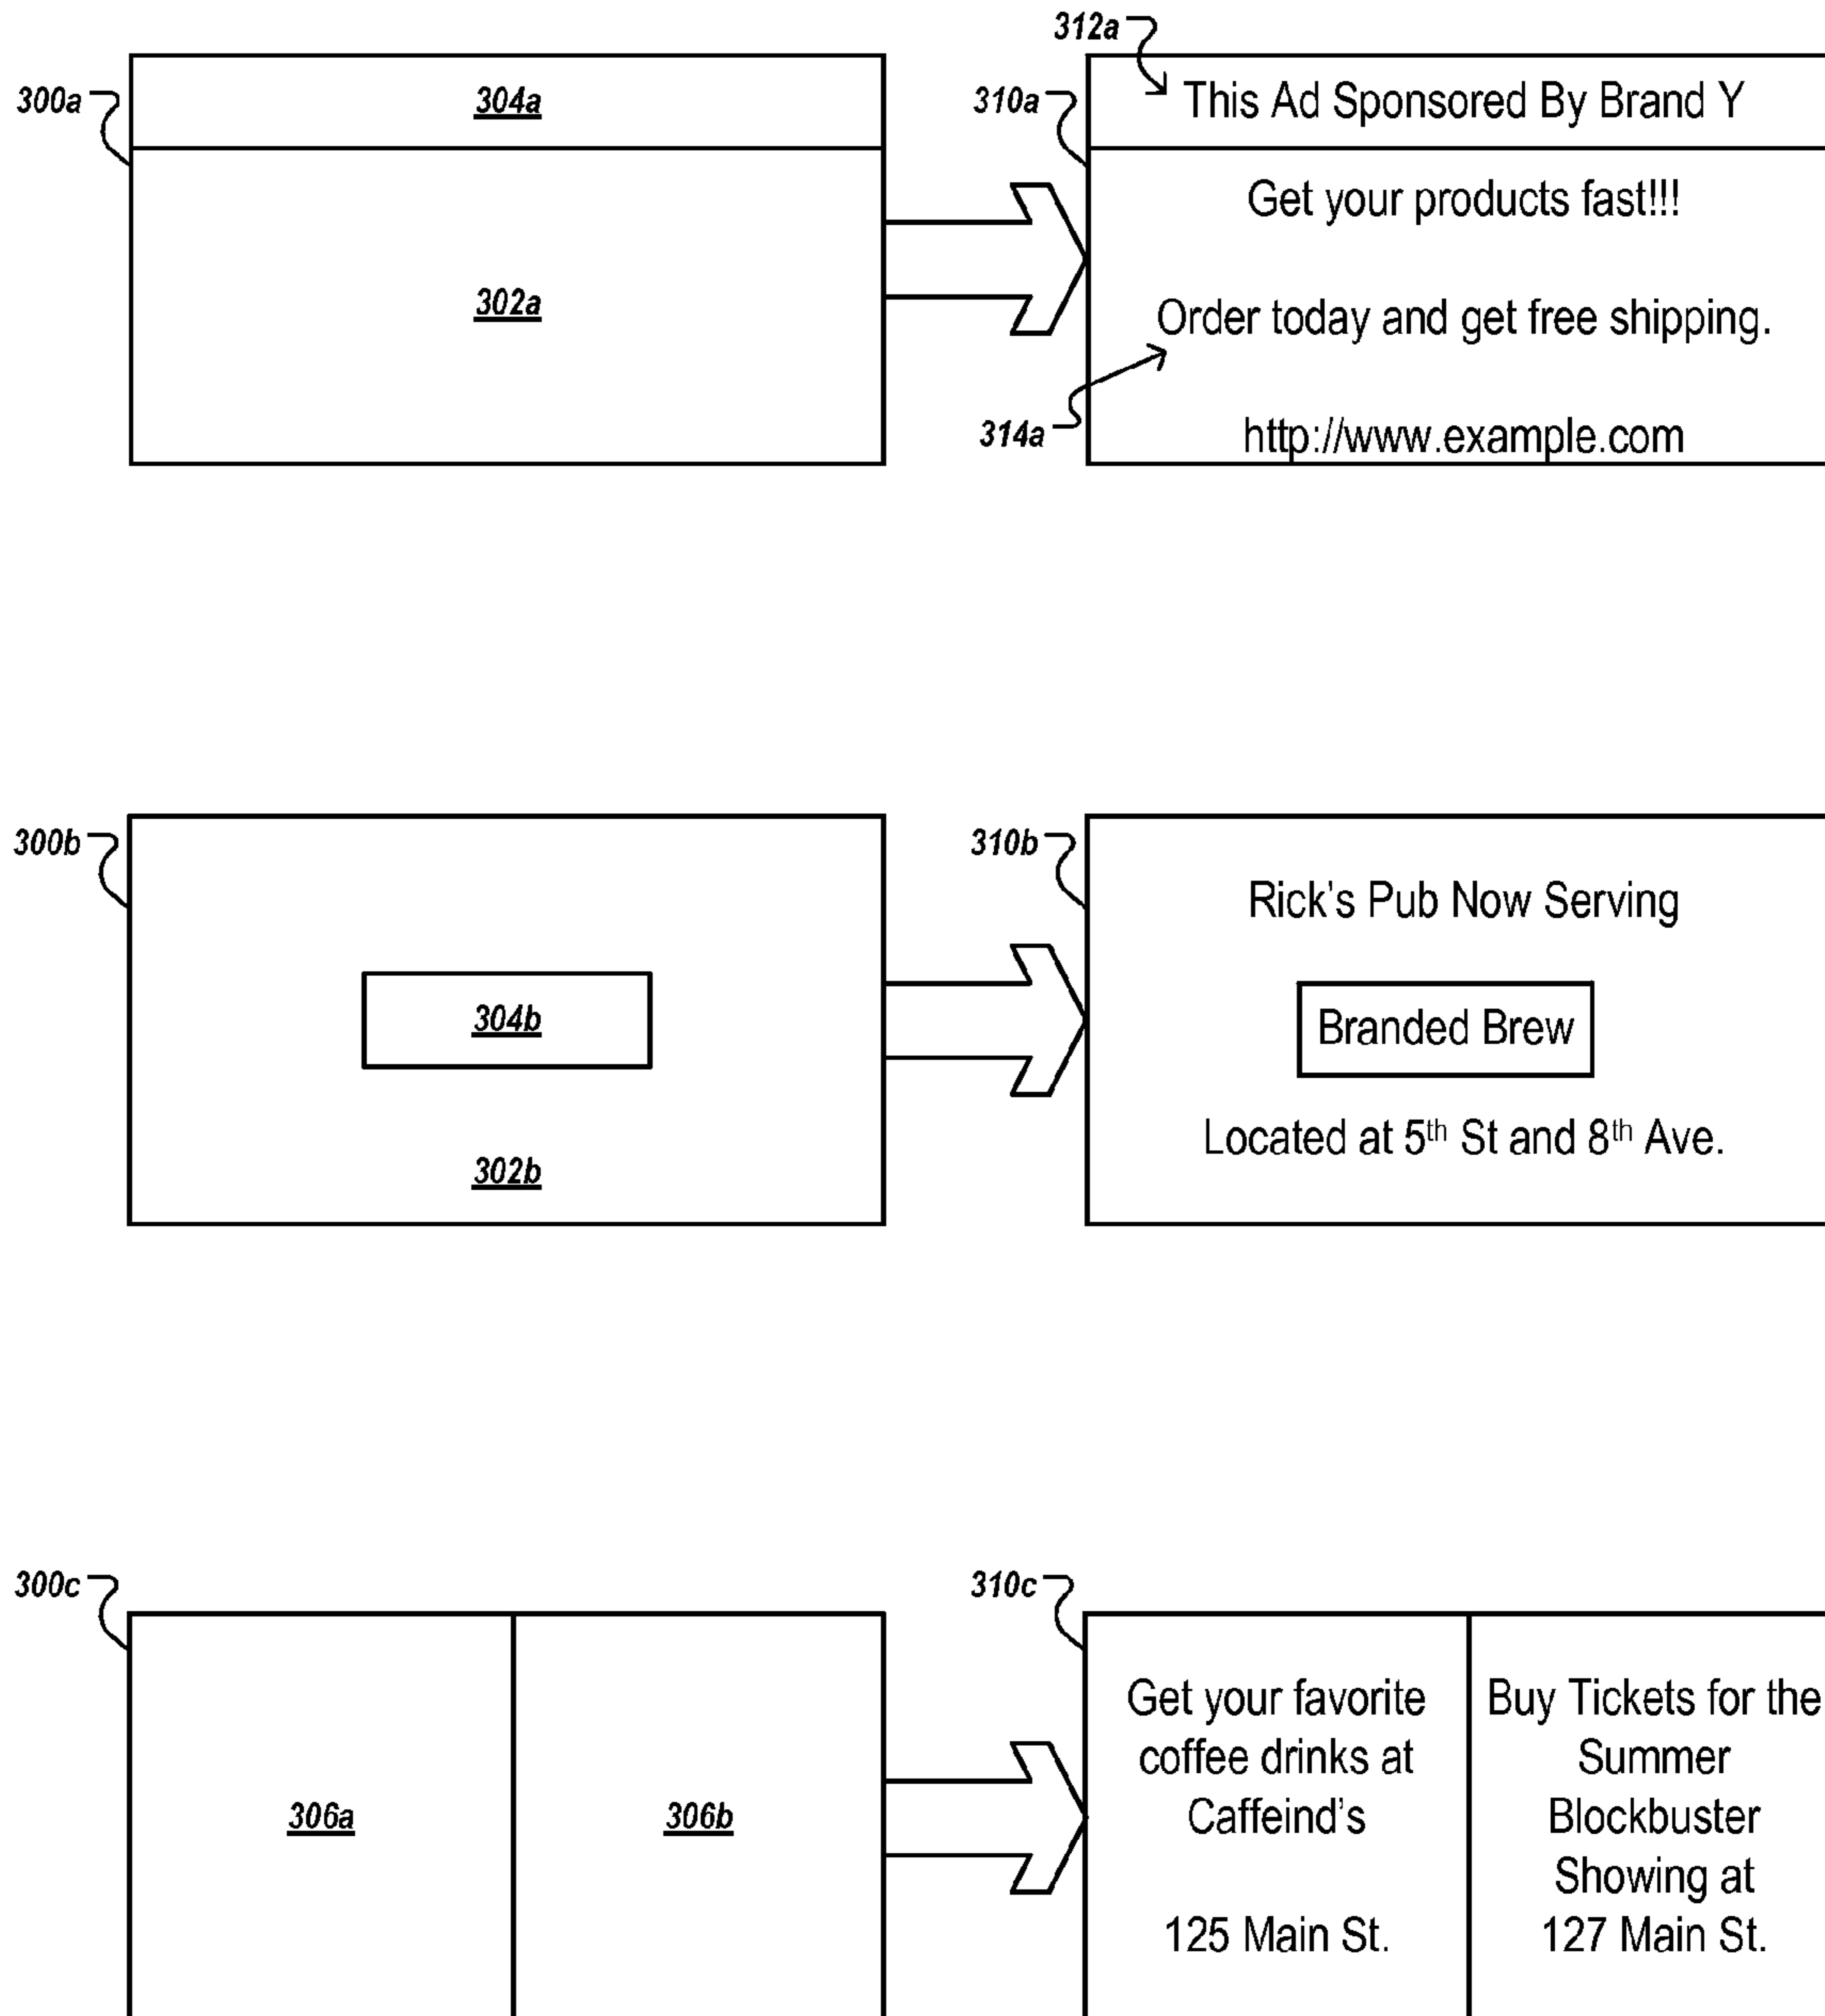 312a
300a
304a
310a
This Ad Sponsored By Brand Y
Get your products fast!!!
302a
Order today and get free shipping.
314a
http://www.example.com
300b
310b
Rick's Pub Now Serving
304b
Branded Brew
Located at 5th St and 8th Ave.
302b
300c
310c
306a
306b
Get your favorite
coffee drinks at
Caffeind's
125 Main St.
Buy Tickets for the
Summer
Blockbuster
Showing at
127 Main St.